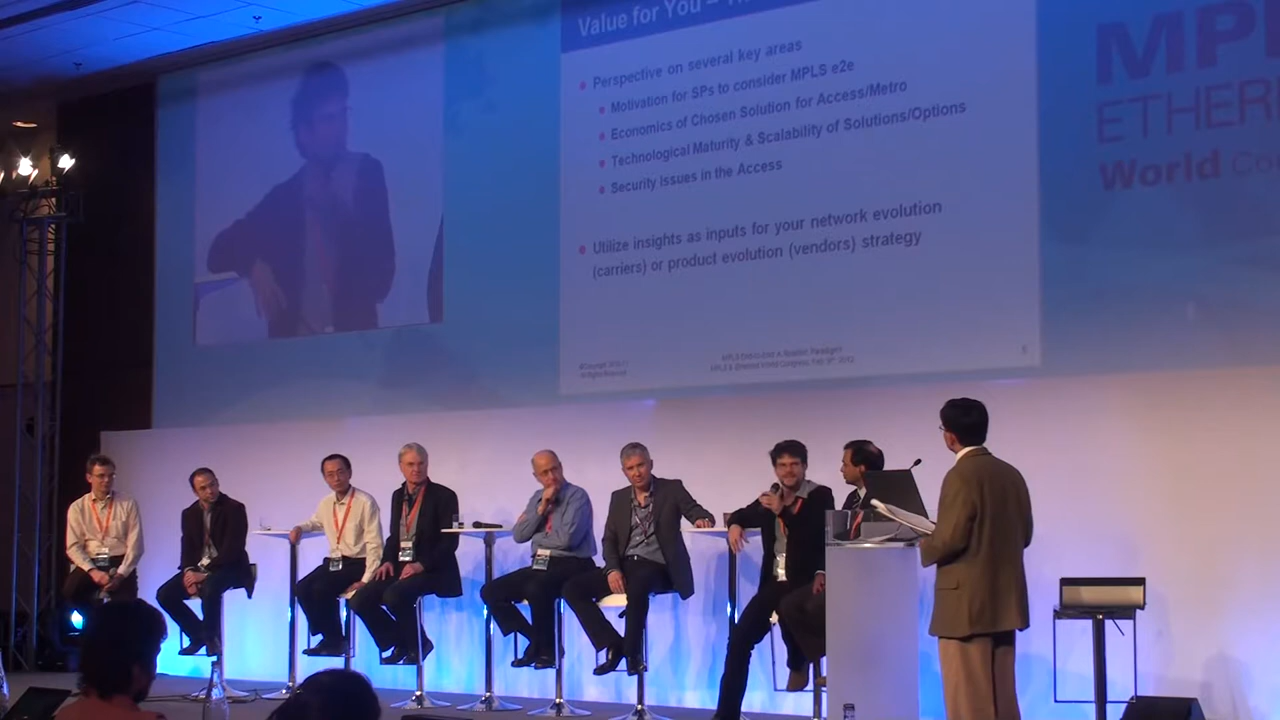 Value for You –
Perspective on several key areas
Motivation for SPs to consider MPLS e2e
Economics of Chosen Solution for Access/Metro
Technological Maturity & Scalability of Solutions/Options
Security issues in the Access
Utilize insights as inputs for your network evolution
(carriers) or product evolution (vendors) strategy
MPL
ETHER
World Co